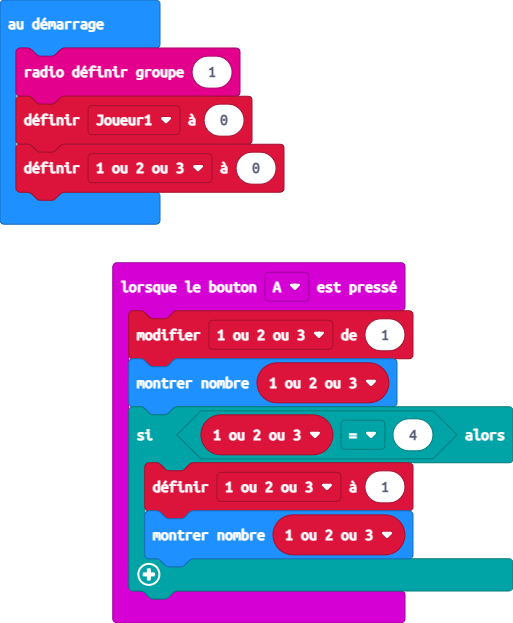 au démarrage
radio définir groupe 1
définir Joueur1 à 0
définir 1 ou 2 ou 3 à 0
lorsque le bouton A est pressé
modifier 1 ou 2 ou 3 de 1
montrer nombre 1 ou 2 ou 3
si 1 ou 2 ou 3 = 4 alors
définir 1 ou 2 ou 3 à 1
montrer nombre 1 ou 2 ou 3